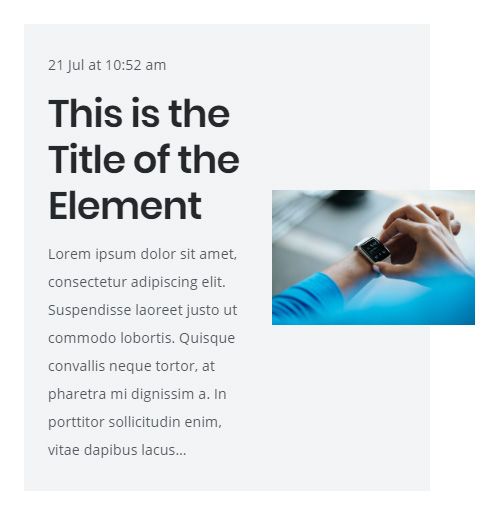 21 Jul at 10:52 am
This is the
Title of the
Element
Lorem ipsum dolor sit amet,
consectetur adipiscing elit.
Suspendisse laoreet justo ut
commodo lobortis. Quisque
convallis neque tortor, at
pharetra mi dignissim a. In
porttitor sollicitudin enim,
vitae dapibus lacus...